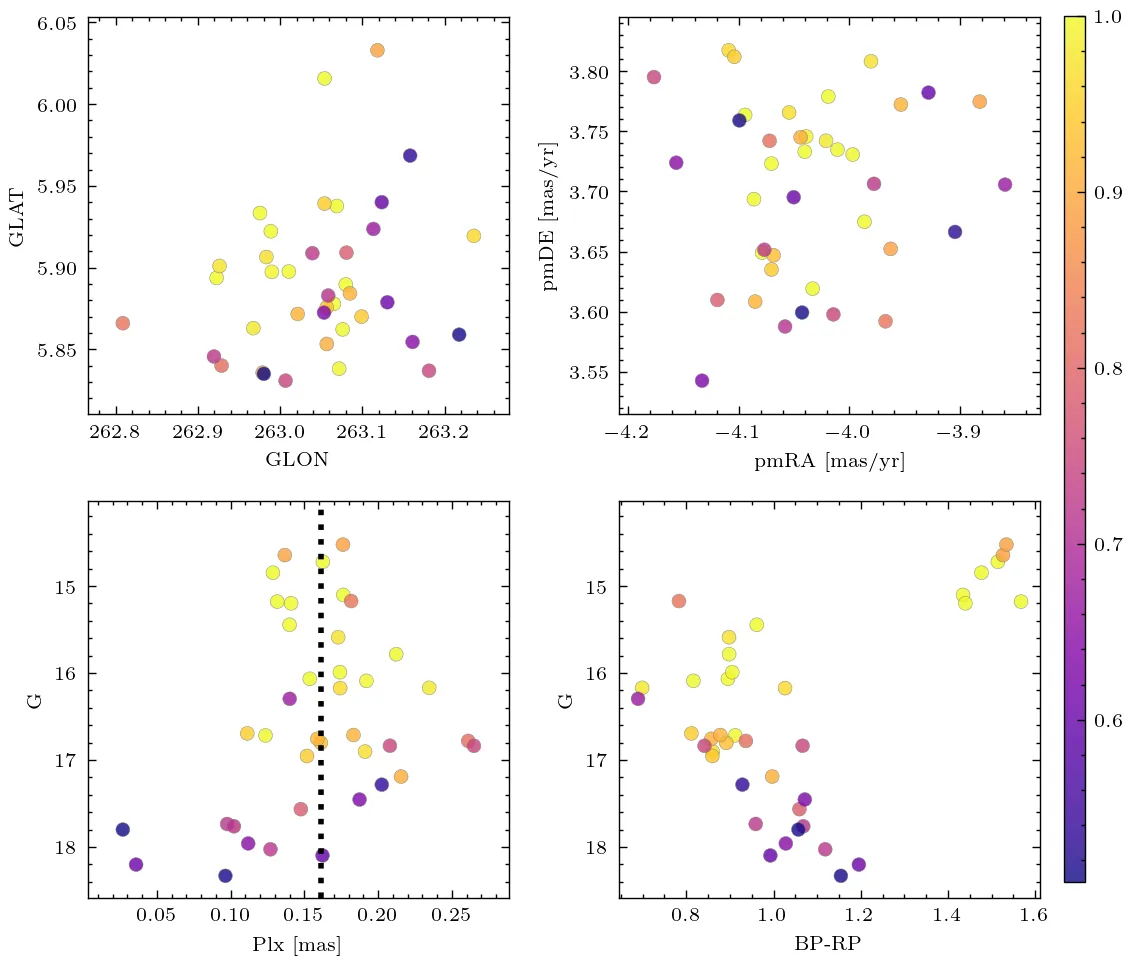 6.05
6.00
5.95
5.90
5.85
GLAT
262.8 262.9 263.0 263.1 263.2
GLON
3.80
3.75
3.70
3.65
3.60
3.55
pmDE [mas/yr]
−4.2 −4.1 −4.0 −3.9
pmRA [mas/yr]
1.0
0.9
0.8
0.7
0.6
15
16
17
18
G
0.05 0.10 0.15 0.20 0.25
Plx [mas]
15
16
17
18
G
0.8 1.0 1.2 1.4 1.6
BP-RP